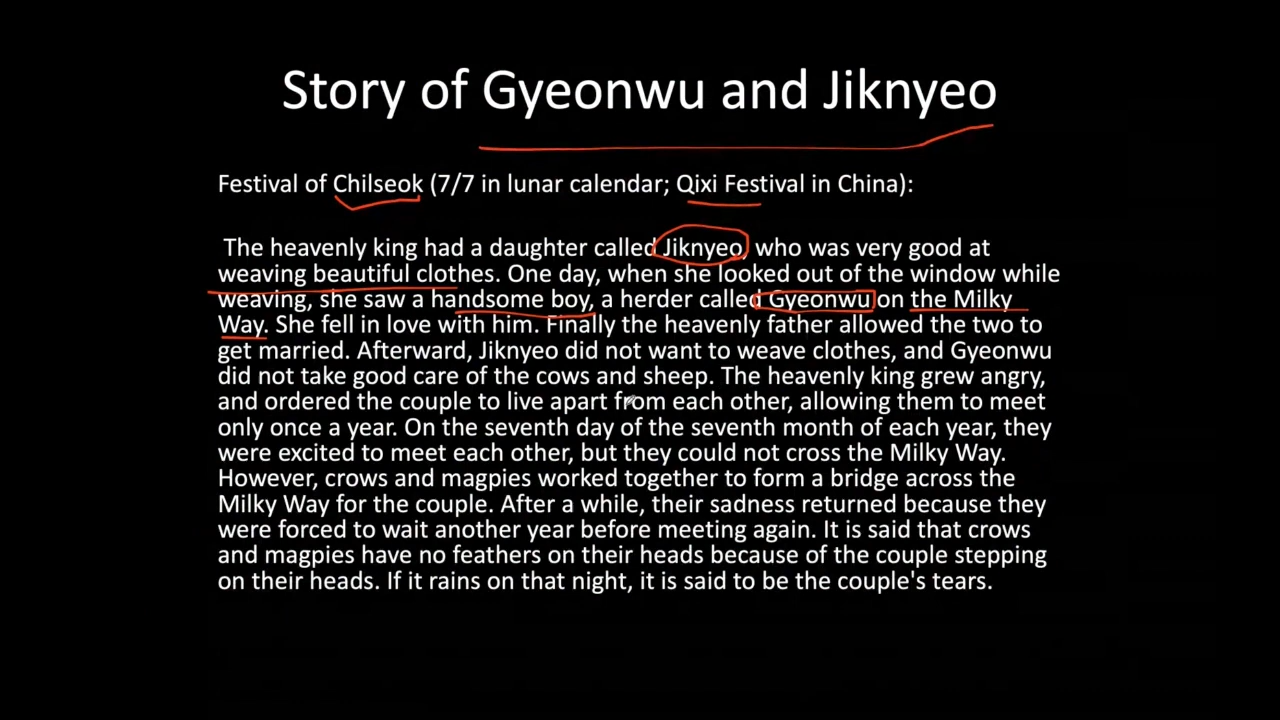 Story of Gyeonwu and Jiknyeo
Festival of Chilseok (7/7 in lunar calendar; Qixi Festival in China):
The heavenly king had a daughter called Jiknyeo, who was very good at
weaving beautiful clothes. One day, when she looked out of the window while
weaving, she saw a handsome boy, a herder called Gyeonwu on the Milky
Way. She fell in love with him. Finally the heavenly father allowed the two to
get married. Afterward, Jiknyeo did not want to weave clothes, and Gyeonwu
did not take good care of the cows and sheep. The heavenly king grew angry,
and ordered the couple to live apart from each other, allowing them to meet
only once a year. On the seventh day of the seventh month of each year, they
were excited to meet each other, but they could not cross the Milky Way.
However, crows and magpies worked together to form a bridge across the
Milky Way for the couple. After a while, their sadness returned because they
were forced to wait another year before meeting again. It is said that crows
and magpies have no feathers on their heads because of the couple stepping
on their heads. If it rains on that night, it is said to be the couple's tears.